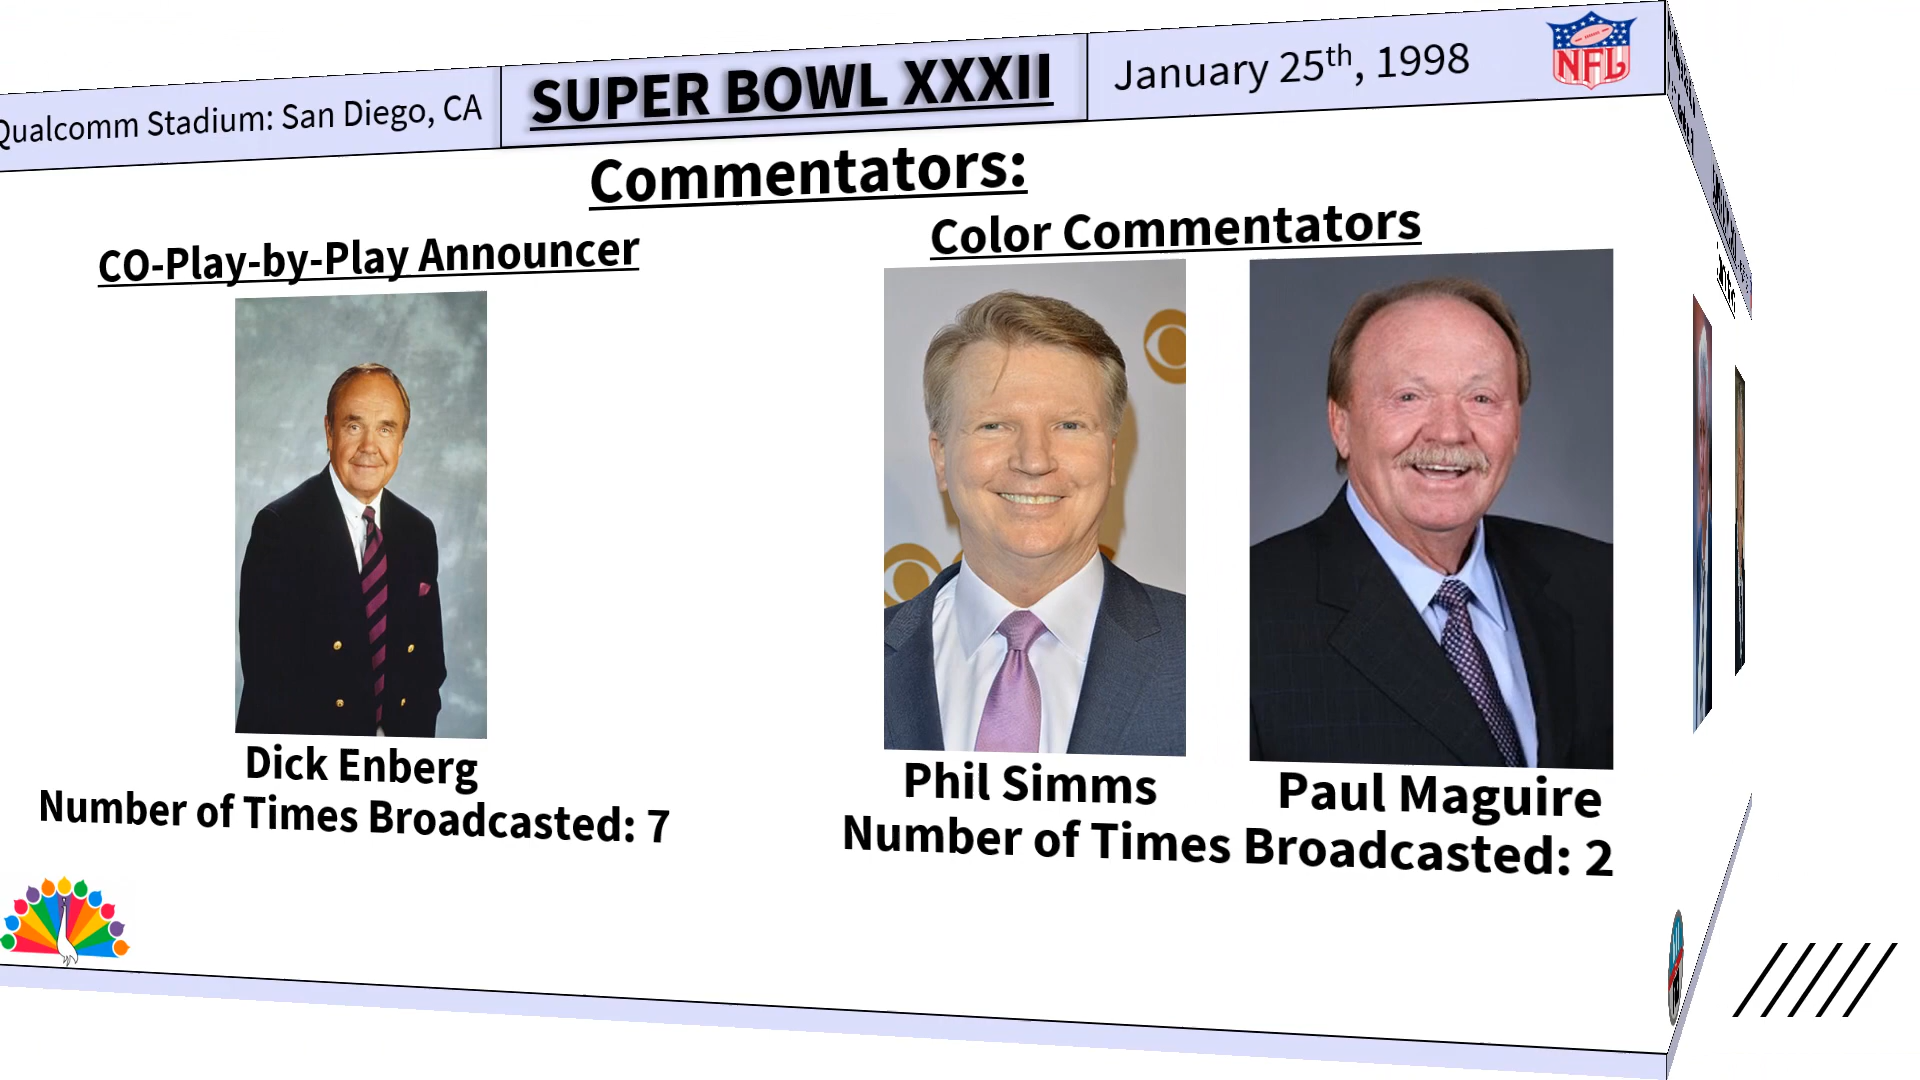 Qualcomm Stadium: San Diego, CA
SUPER BOWL XXXII
January 25th, 1998
NFL
Commentators:
CO-Play-by-Play Announcer
Color Commentators
Dick Enberg
Number of Times Broadcasted: 7
Phil Simms
Paul Maguire
Number of Times Broadcasted: 2